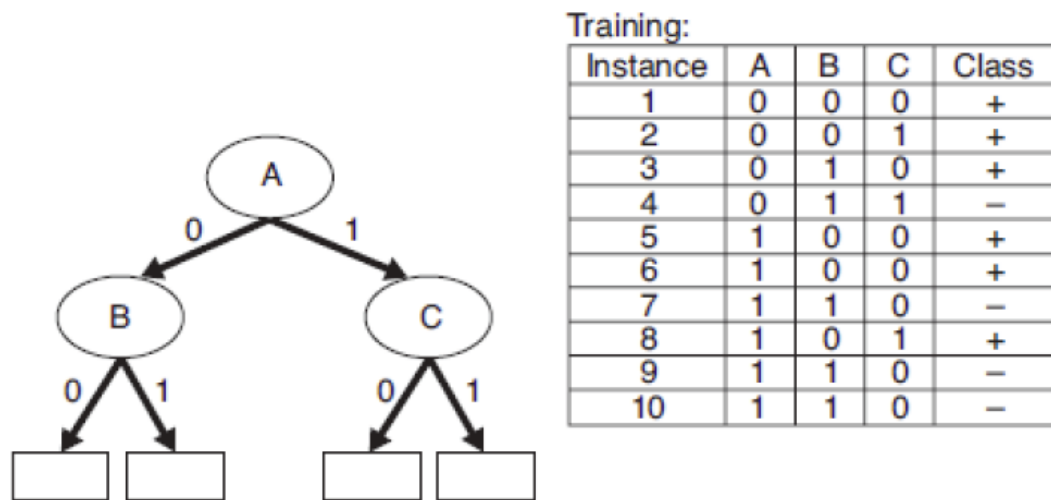 A
0 1
B C
0 1 0 1
Training:
Instance A B C Class
1 0 0 0 +
2 0 0 1 +
3 0 1 0 +
4 0 1 1 –
5 1 0 0 +
6 1 0 0 +
7 1 1 0 –
8 1 0 1 +
9 1 1 0 –
10 1 1 0 –